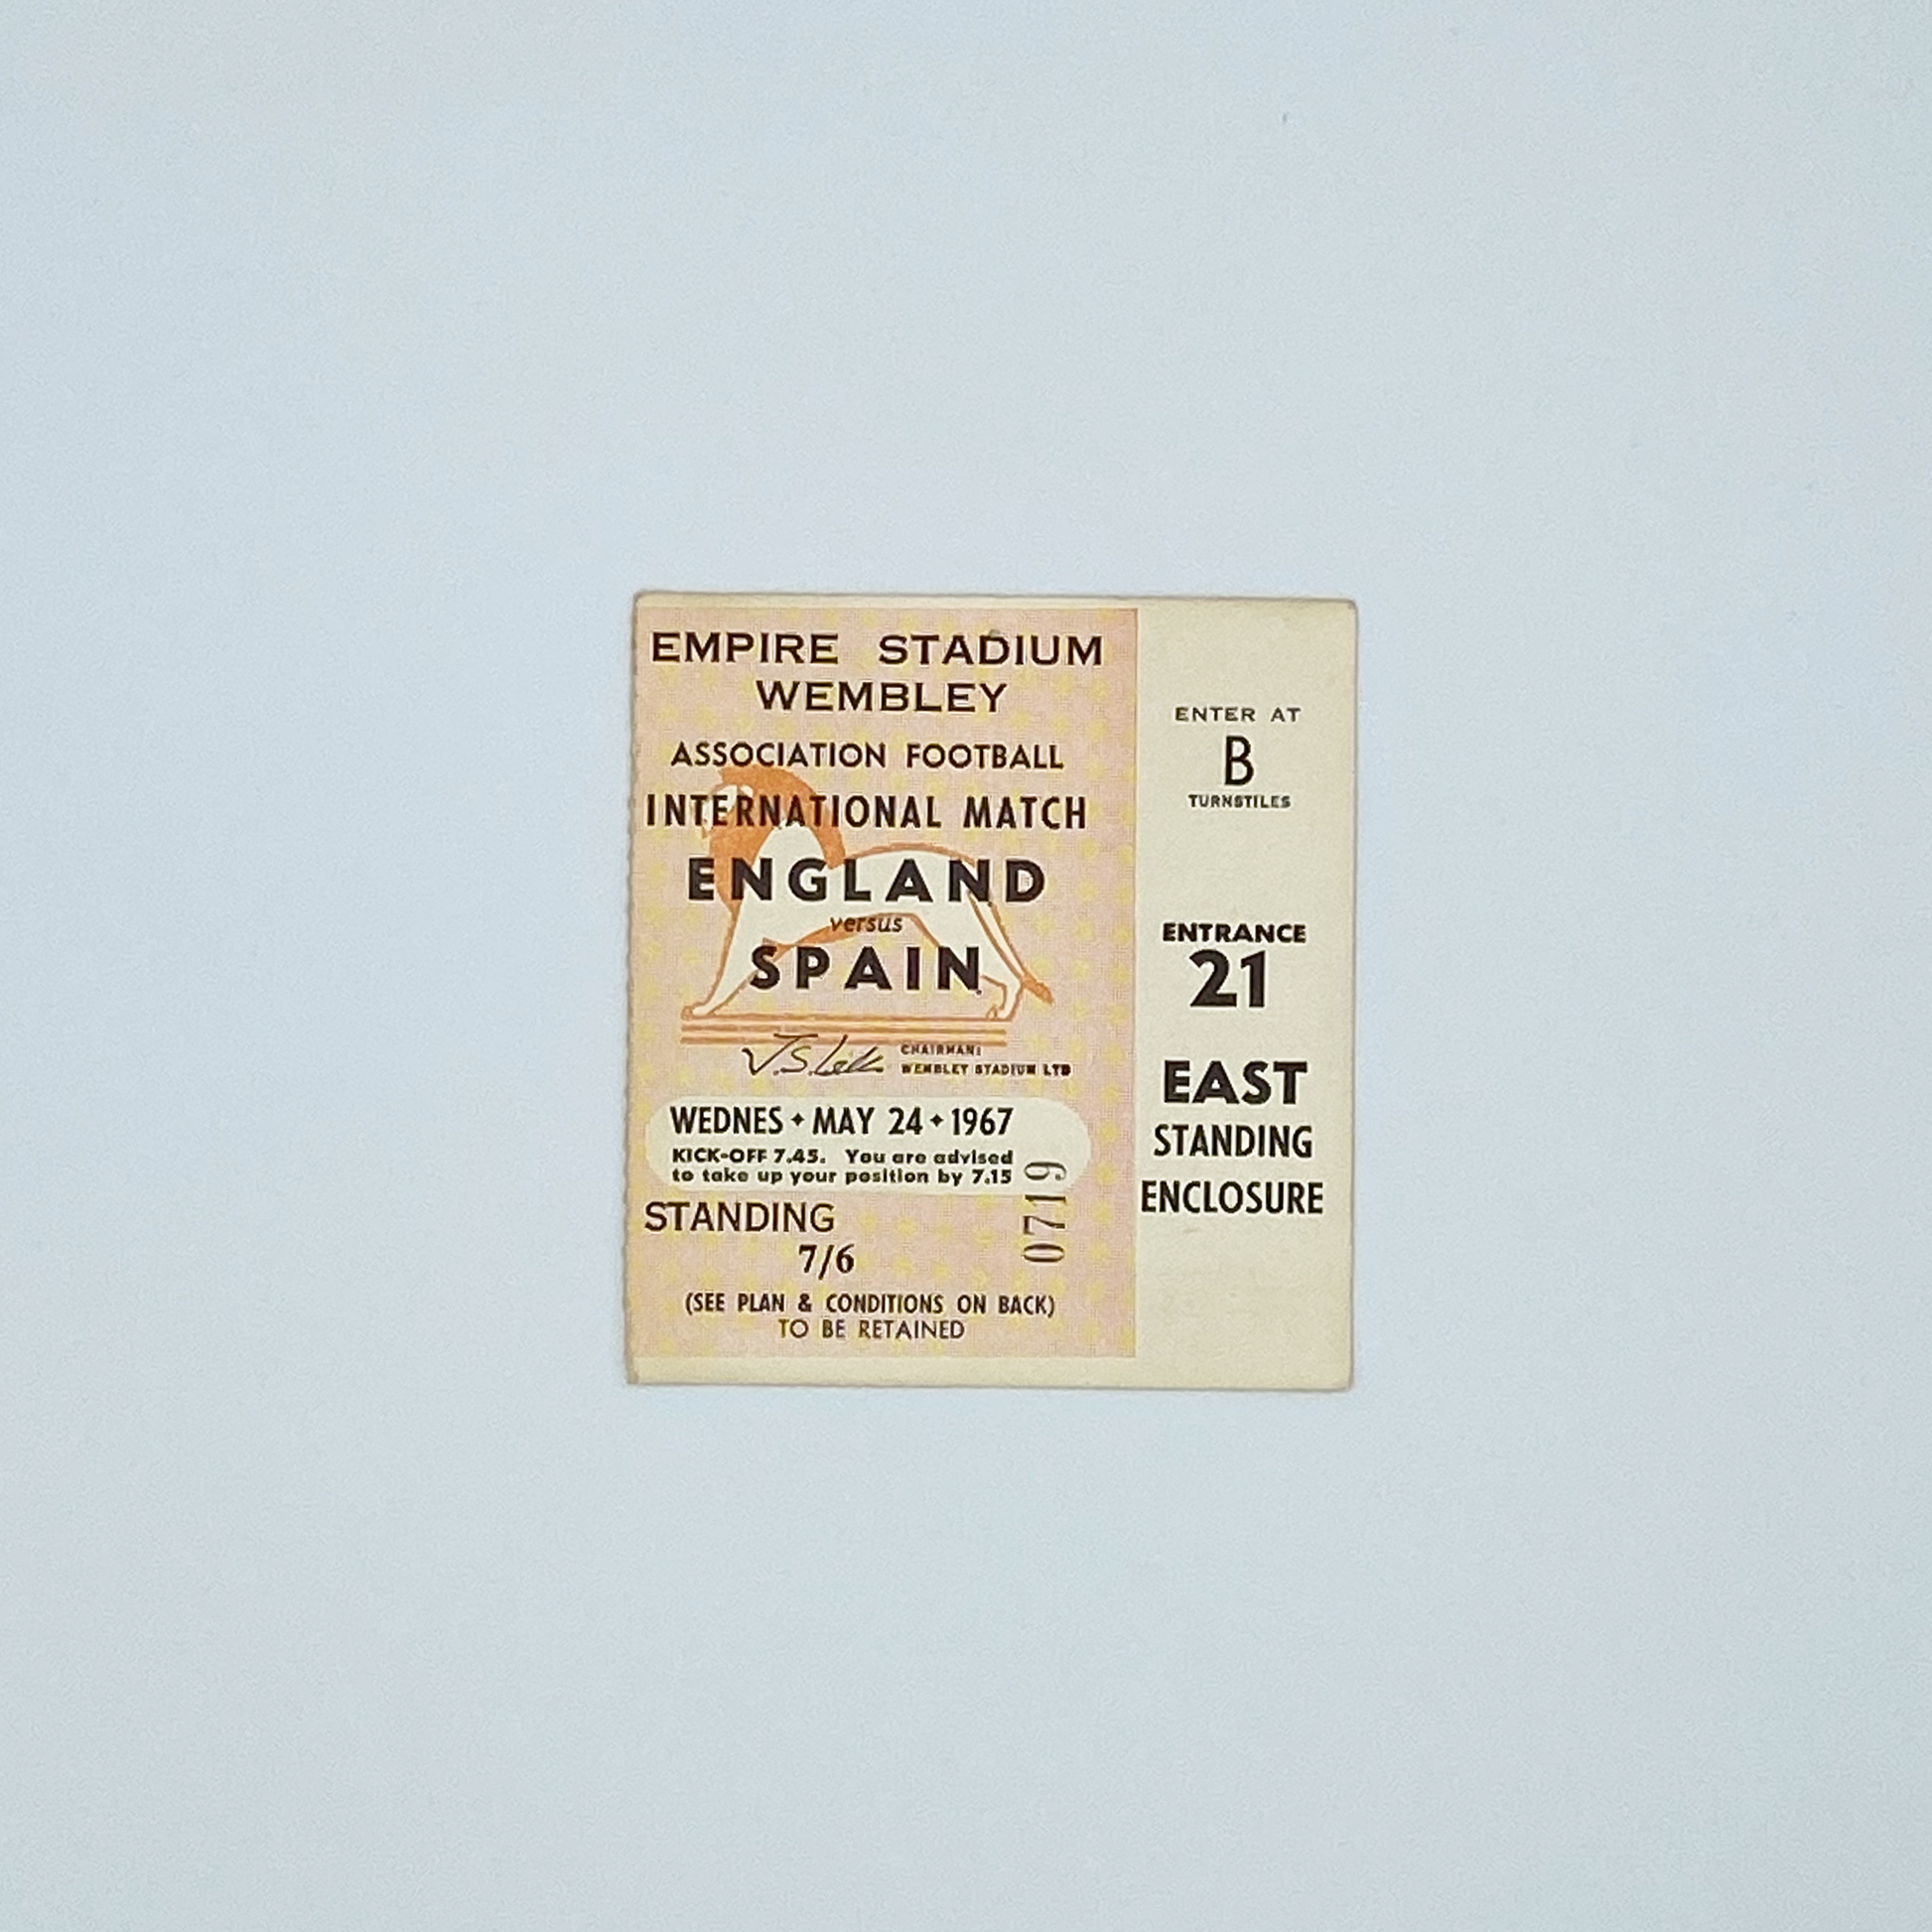 EMPIRE STADIUM
WEMBLEY
ASSOCIATION FOOTBALL
INTERNATIONAL MATCH
ENGLAND
versus
SPAIN
J.S.
CHAIRMAN:
WEMBLEY STADIUM LTD
WEDNES ✦ MAY 24 ✦ 1967
KICK-OFF 7.45. You are advised
to take up your position by 7.15
STANDING
7/6
0719
(SEE PLAN & CONDITIONS ON BACK)
TO BE RETAINED
ENTER AT
B
TURNSTILES
ENTRANCE
21
EAST
STANDING
ENCLOSURE